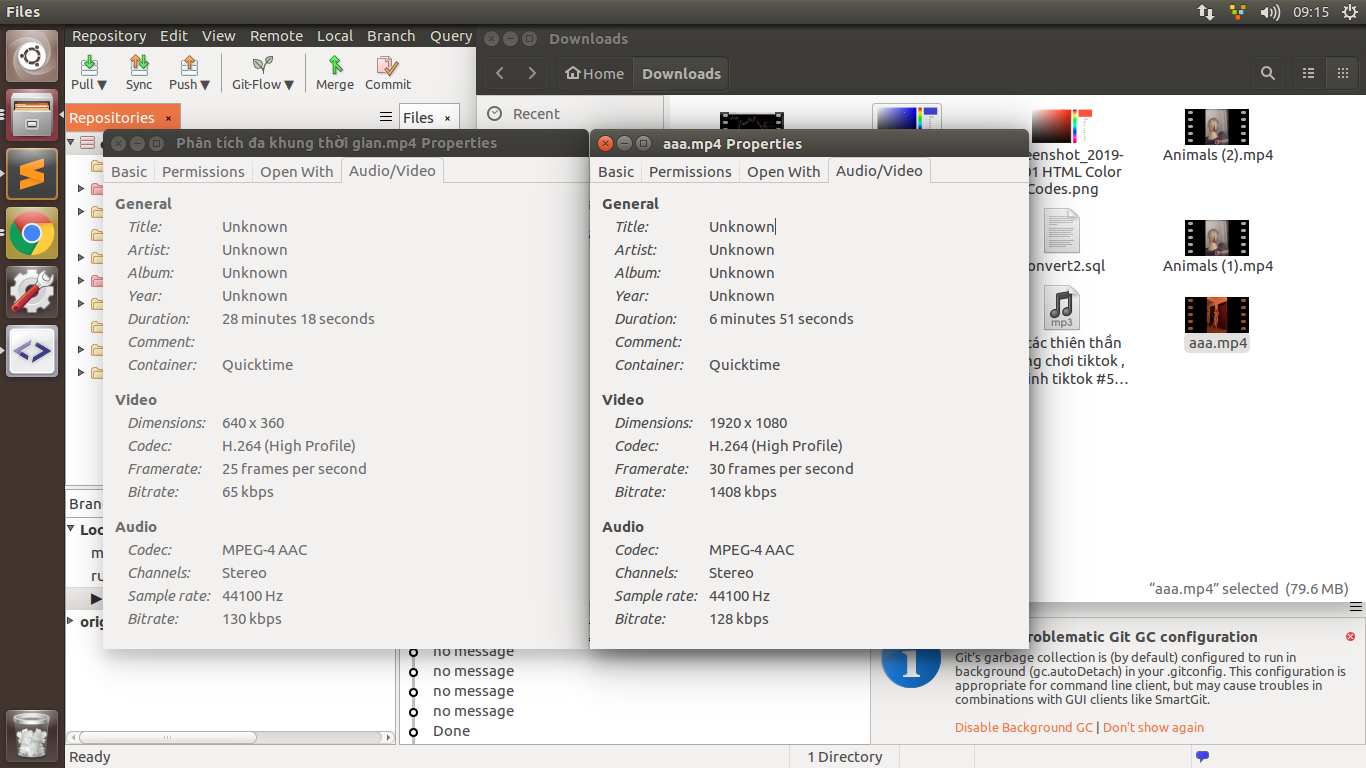 Files
09:15
Repository Edit View Remote Local Branch Query
Pull ▼ Sync Push ▼ Git-Flow ▼ Merge Commit
Repositories ×
Files ×
Downloads
Home Downloads
Recent
Phân tích đa khung thời gian.mp4 Properties
Basic Permissions Open With Audio/Video
General
Title: Unknown
Artist: Unknown
Album: Unknown
Year: Unknown
Duration: 28 minutes 18 seconds
Comment:
Container: Quicktime
Video
Dimensions: 640 x 360
Codec: H.264 (High Profile)
Framerate: 25 frames per second
Bitrate: 65 kbps
Audio
Codec: MPEG-4 AAC
Channels: Stereo
Sample rate: 44100 Hz
Bitrate: 130 kbps
aaa.mp4 Properties
Basic Permissions Open With Audio/Video
General
Title: Unknown
Artist: Unknown
Album: Unknown
Year: Unknown
Duration: 6 minutes 51 seconds
Comment:
Container: Quicktime
Video
Dimensions: 1920 x 1080
Codec: H.264 (High Profile)
Framerate: 30 frames per second
Bitrate: 1408 kbps
Audio
Codec: MPEG-4 AAC
Channels: Stereo
Sample rate: 44100 Hz
Bitrate: 128 kbps
eenshot_2019-
01 HTML Color
Codes.png
Animals (2).mp4
onvert2.sql
Animals (1).mp4
mp3
tác thiên thần
ng chơi tiktok ,
ính tiktok #5…
aaa.mp4
“aaa.mp4” selected (79.6 MB)
Bran
Loc
m
ru
orig
no message
no message
no message
no message
Done
roblematic Git GC configuration
Git's garbage collection is (by default) configured to run in
background (gc.autoDetach) in your .gitconfig. This configuration is
appropriate for command line client, but may cause troubles in
combinations with GUI clients like SmartGit.
Disable Background GC | Don't show again
Ready
1 Directory